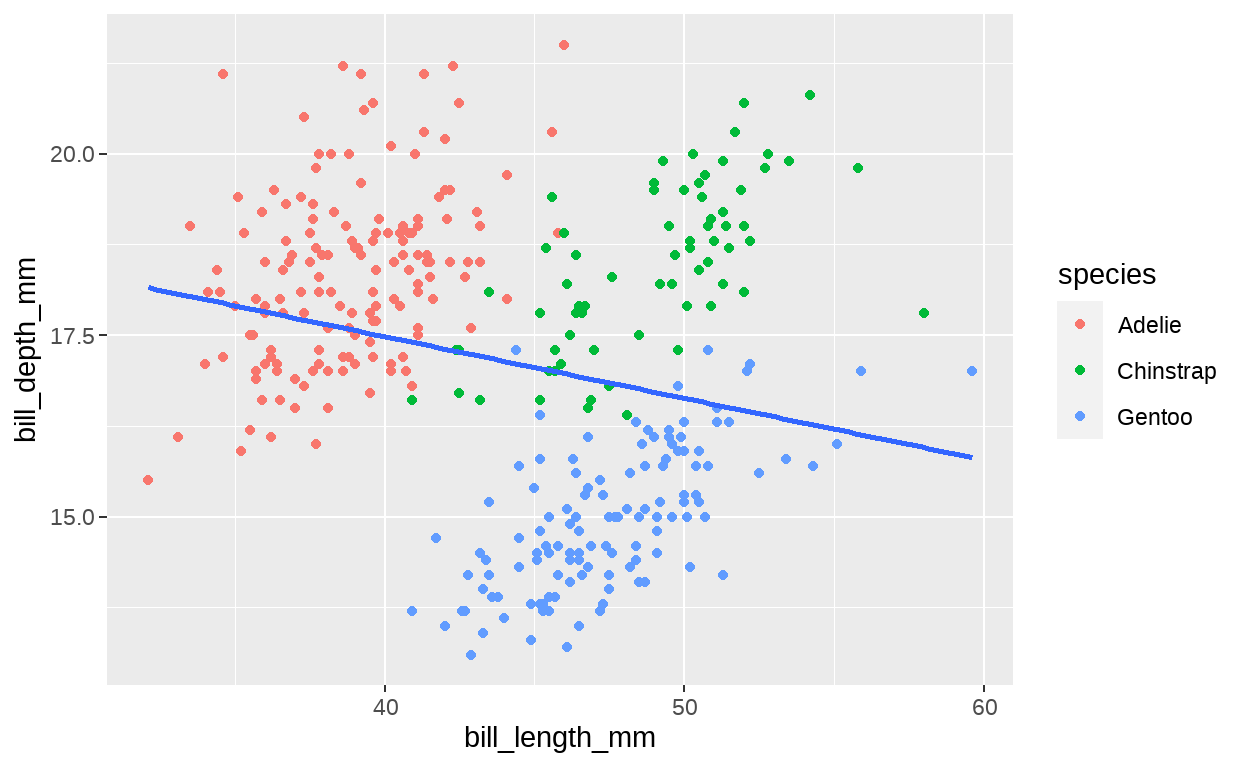 20.0
17.5
15.0
bill_depth_mm
40
50
60
bill_length_mm
species
Adelie
Chinstrap
Gentoo